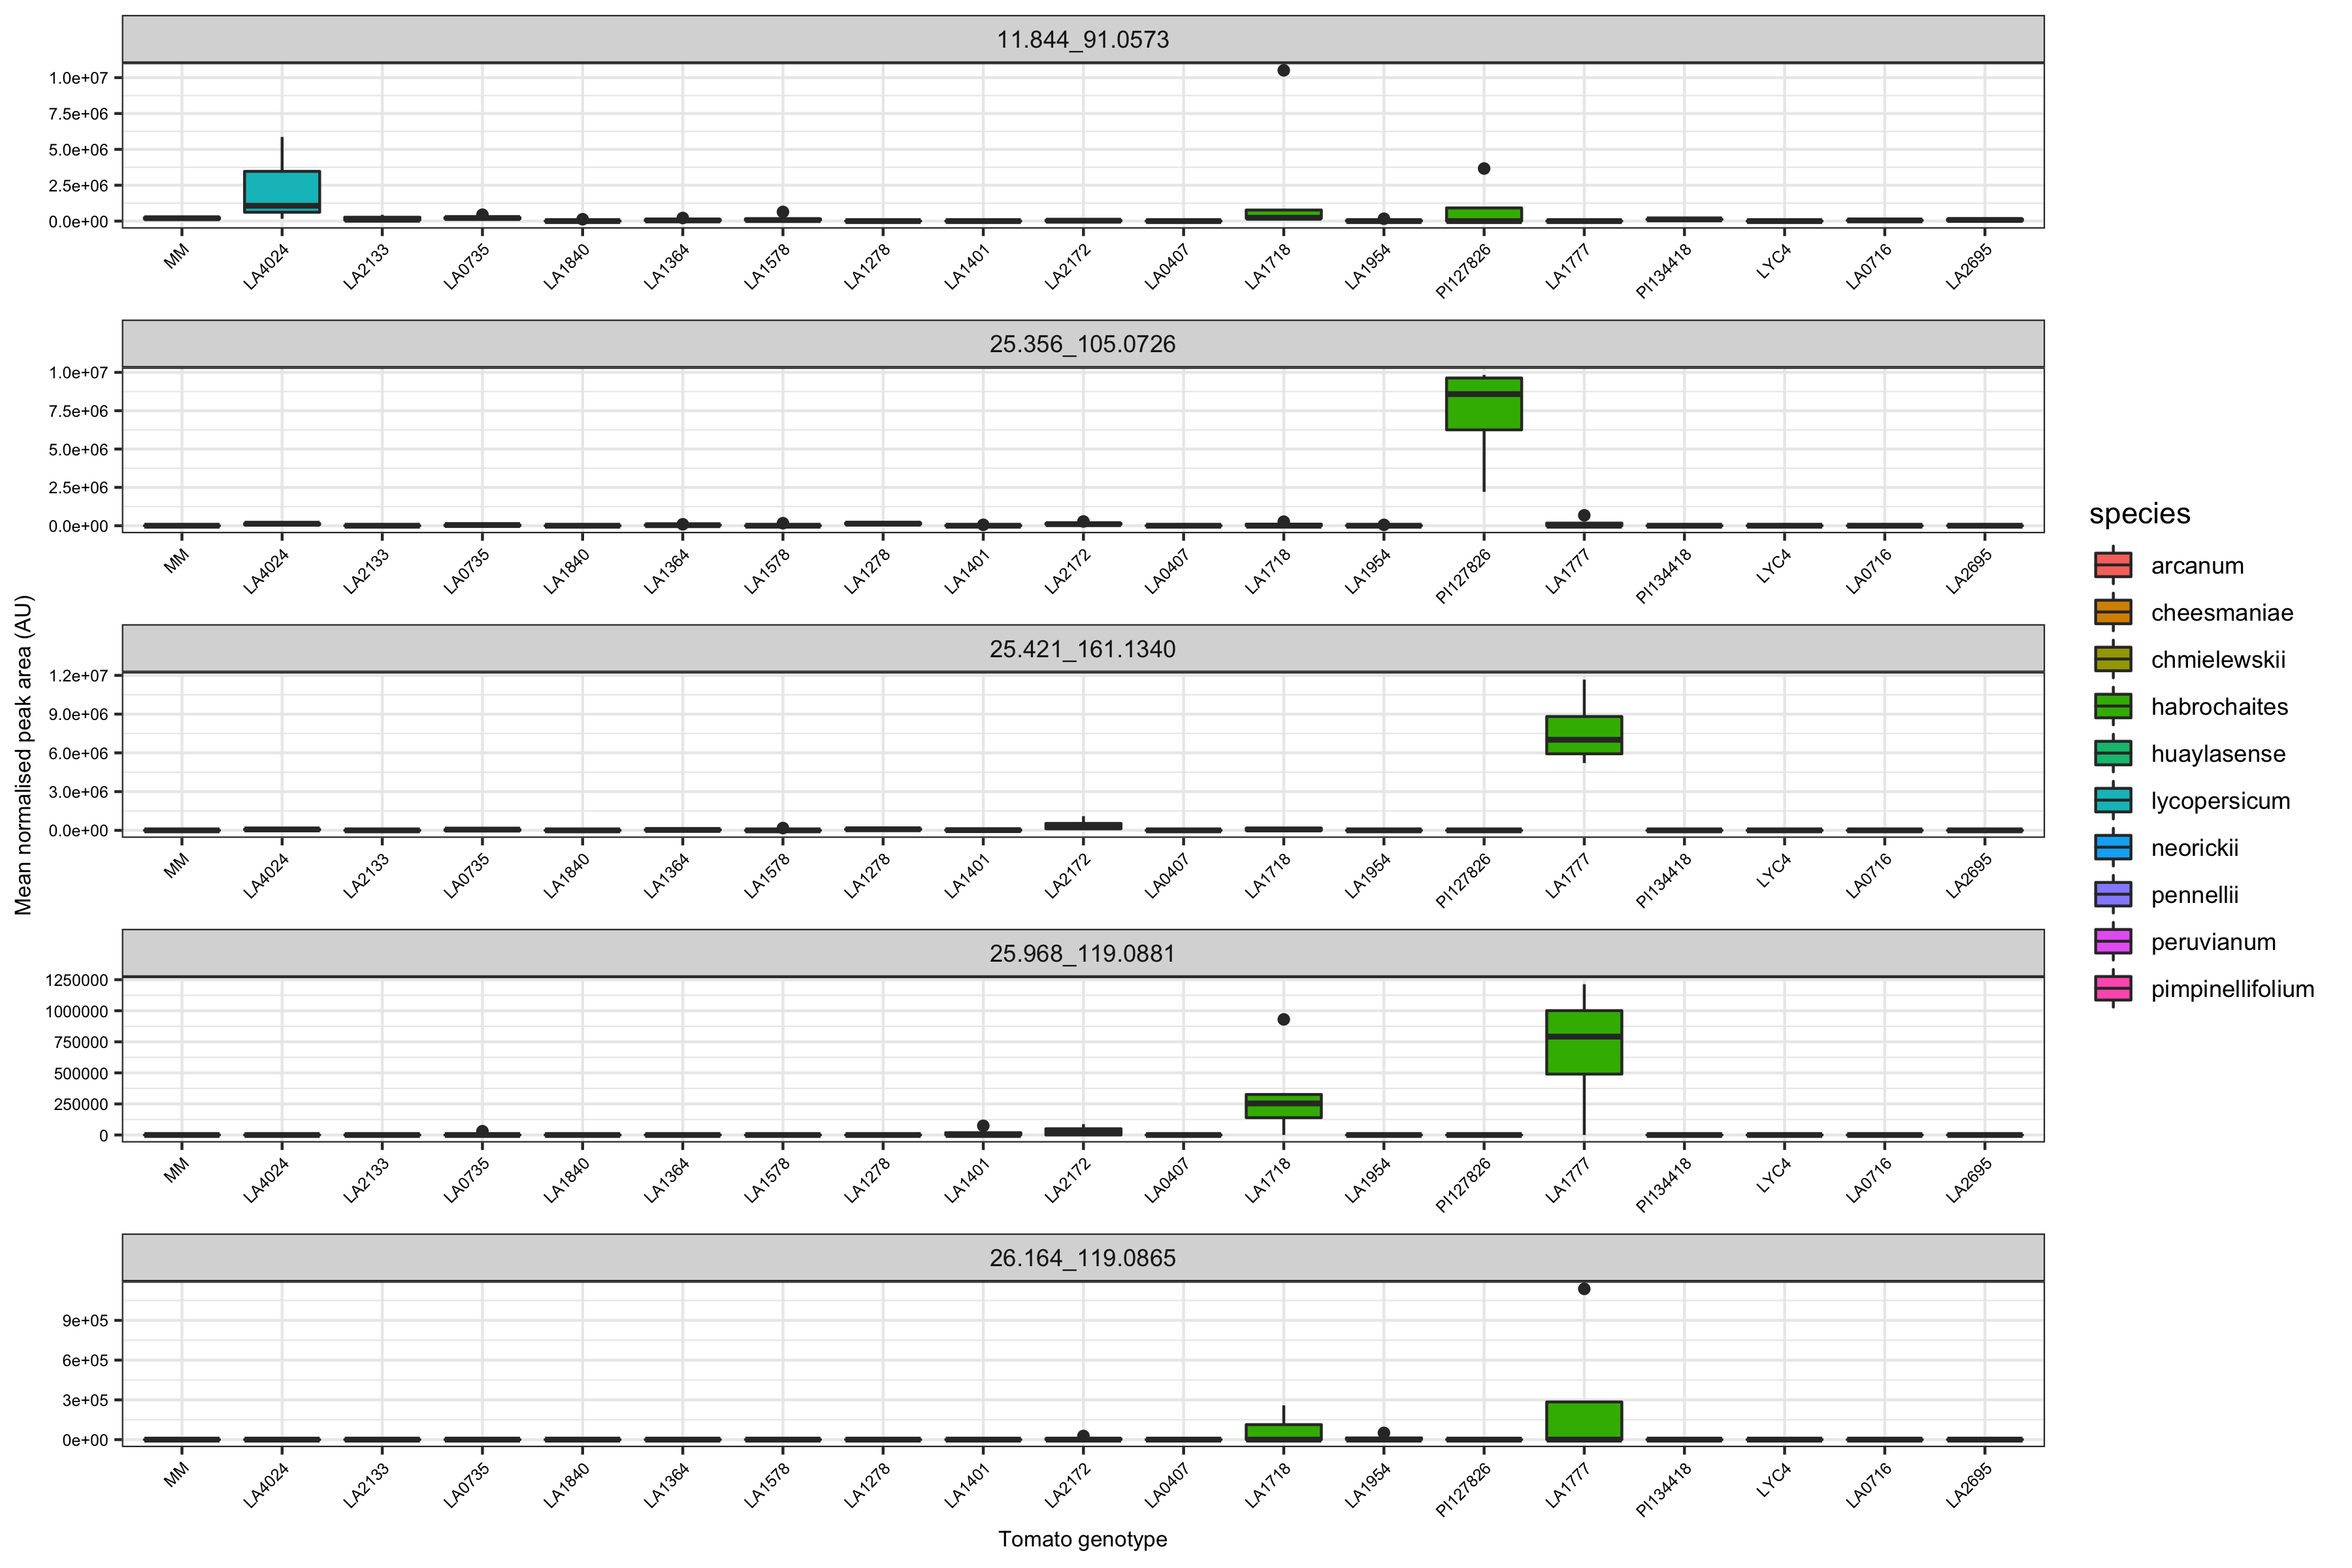 11.844_91.0573
1.0e+07
7.5e+06
5.0e+06
2.5e+06
0.0e+00
MM LA4024 LA2133 LA0735 LA1840 LA1364 LA1578 LA1278 LA1401 LA2172 LA0407 LA1718 LA1954 PI127826 LA1777 PI134418 LYC4 LA0716 LA2695
25.356_105.0726
1.0e+07
7.5e+06
5.0e+06
2.5e+06
0.0e+00
MM LA4024 LA2133 LA0735 LA1840 LA1364 LA1578 LA1278 LA1401 LA2172 LA0407 LA1718 LA1954 PI127826 LA1777 PI134418 LYC4 LA0716 LA2695
25.421_161.1340
1.2e+07
9.0e+06
6.0e+06
3.0e+06
0.0e+00
MM LA4024 LA2133 LA0735 LA1840 LA1364 LA1578 LA1278 LA1401 LA2172 LA0407 LA1718 LA1954 PI127826 LA1777 PI134418 LYC4 LA0716 LA2695
25.968_119.0881
1250000
1000000
750000
500000
250000
0
MM LA4024 LA2133 LA0735 LA1840 LA1364 LA1578 LA1278 LA1401 LA2172 LA0407 LA1718 LA1954 PI127826 LA1777 PI134418 LYC4 LA0716 LA2695
26.164_119.0865
9e+05
6e+05
3e+05
0e+00
MM LA4024 LA2133 LA0735 LA1840 LA1364 LA1578 LA1278 LA1401 LA2172 LA0407 LA1718 LA1954 PI127826 LA1777 PI134418 LYC4 LA0716 LA2695
Tomato genotype
Mean normalised peak area (AU)
species
arcanum
cheesmaniae
chmielewskii
habrochaites
huaylasense
lycopersicum
neorickii
pennellii
peruvianum
pimpinellifolium